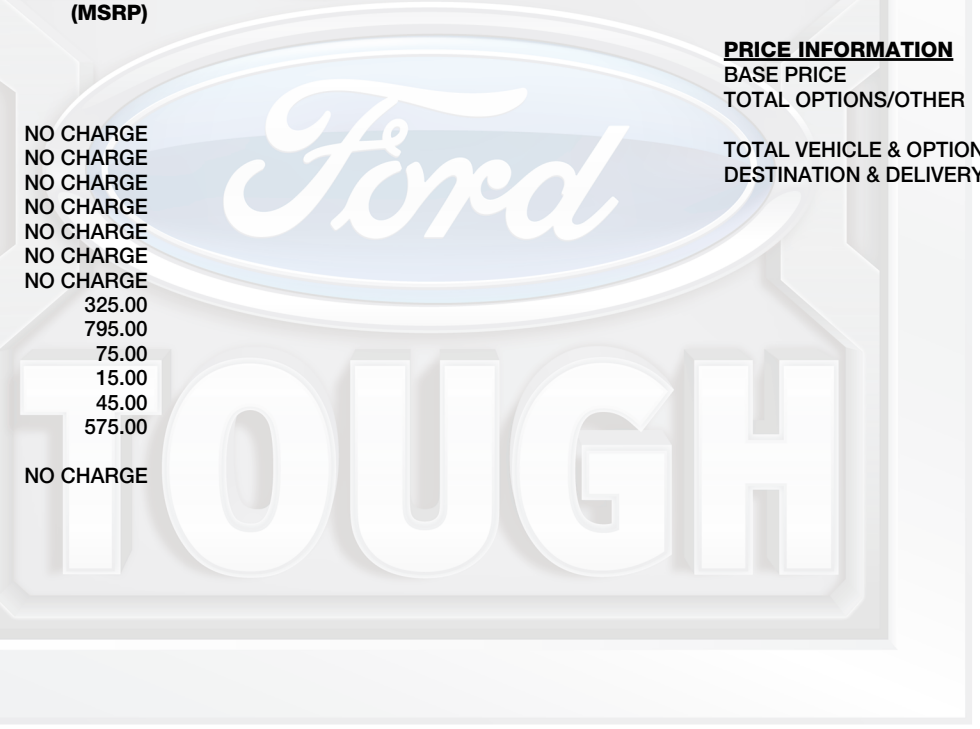 (MSRP)
NO CHARGE
NO CHARGE
NO CHARGE
NO CHARGE
NO CHARGE
NO CHARGE
NO CHARGE
325.00
795.00
75.00
15.00
45.00
575.00
NO CHARGE
PRICE INFORMATION
BASE PRICE
TOTAL OPTIONS/OTHER
TOTAL VEHICLE & OPTION
DESTINATION & DELIVERY
Ford
TOUGH